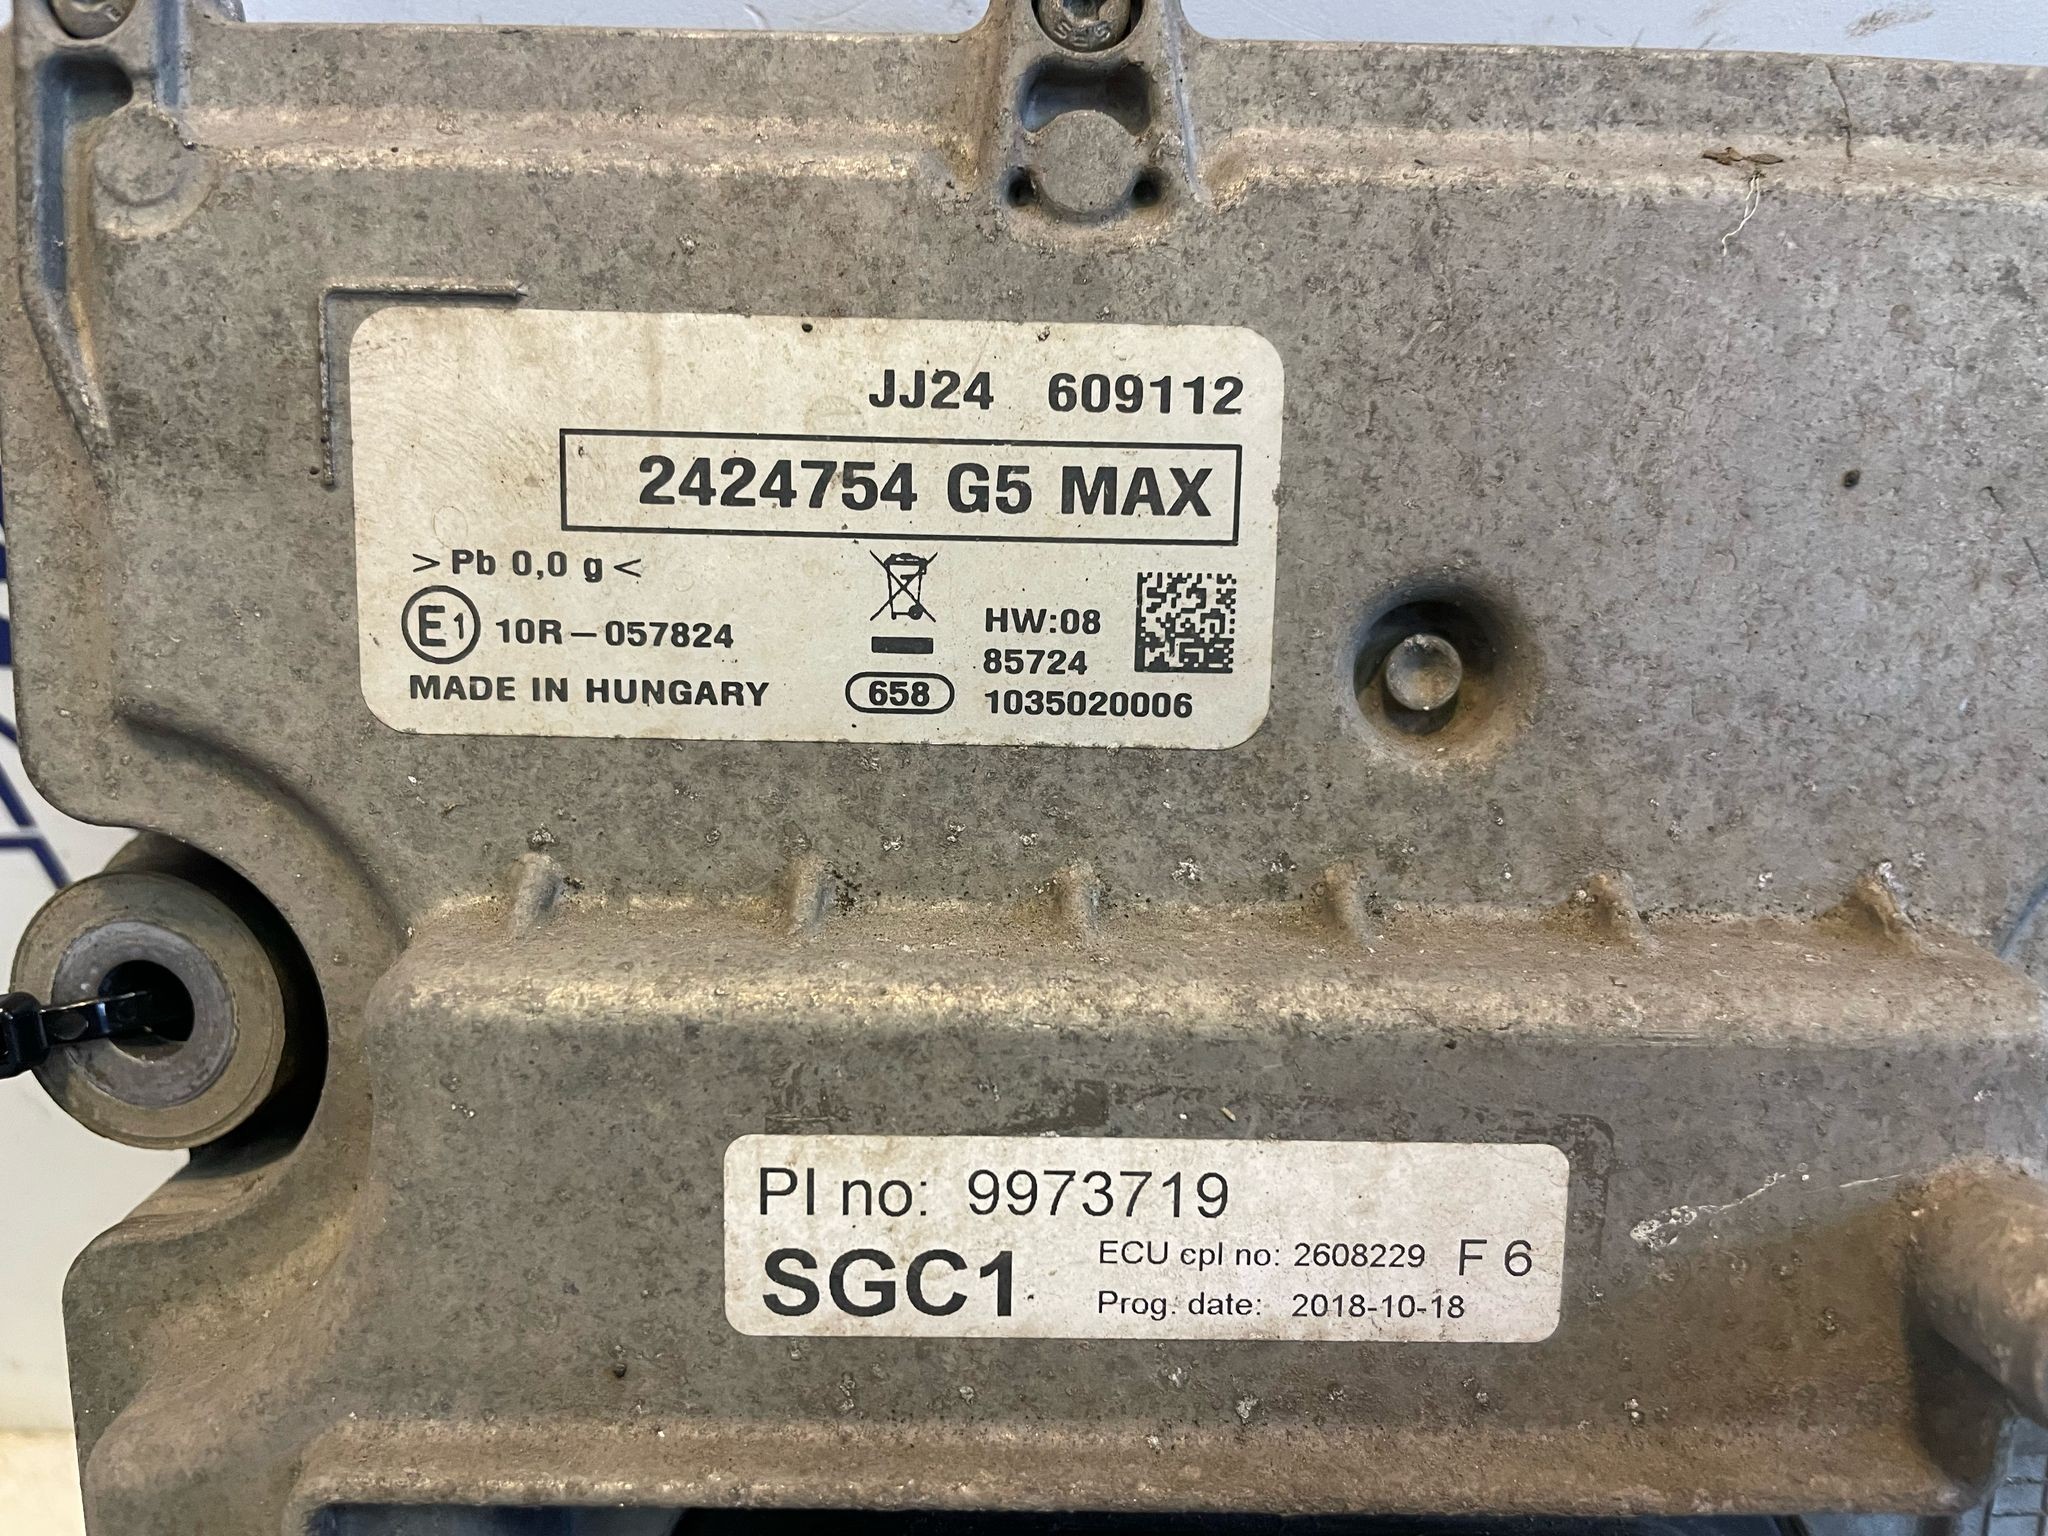 JJ24 609112
2424754 G5 MAX
>Pb 0,0 g<
E1 10R-057824
MADE IN HUNGARY
658
HW:08
85724
1035020006
PI no: 9973719
SGC1
ECU cpl no: 2608229 F 6
Prog. date: 2018-10-18